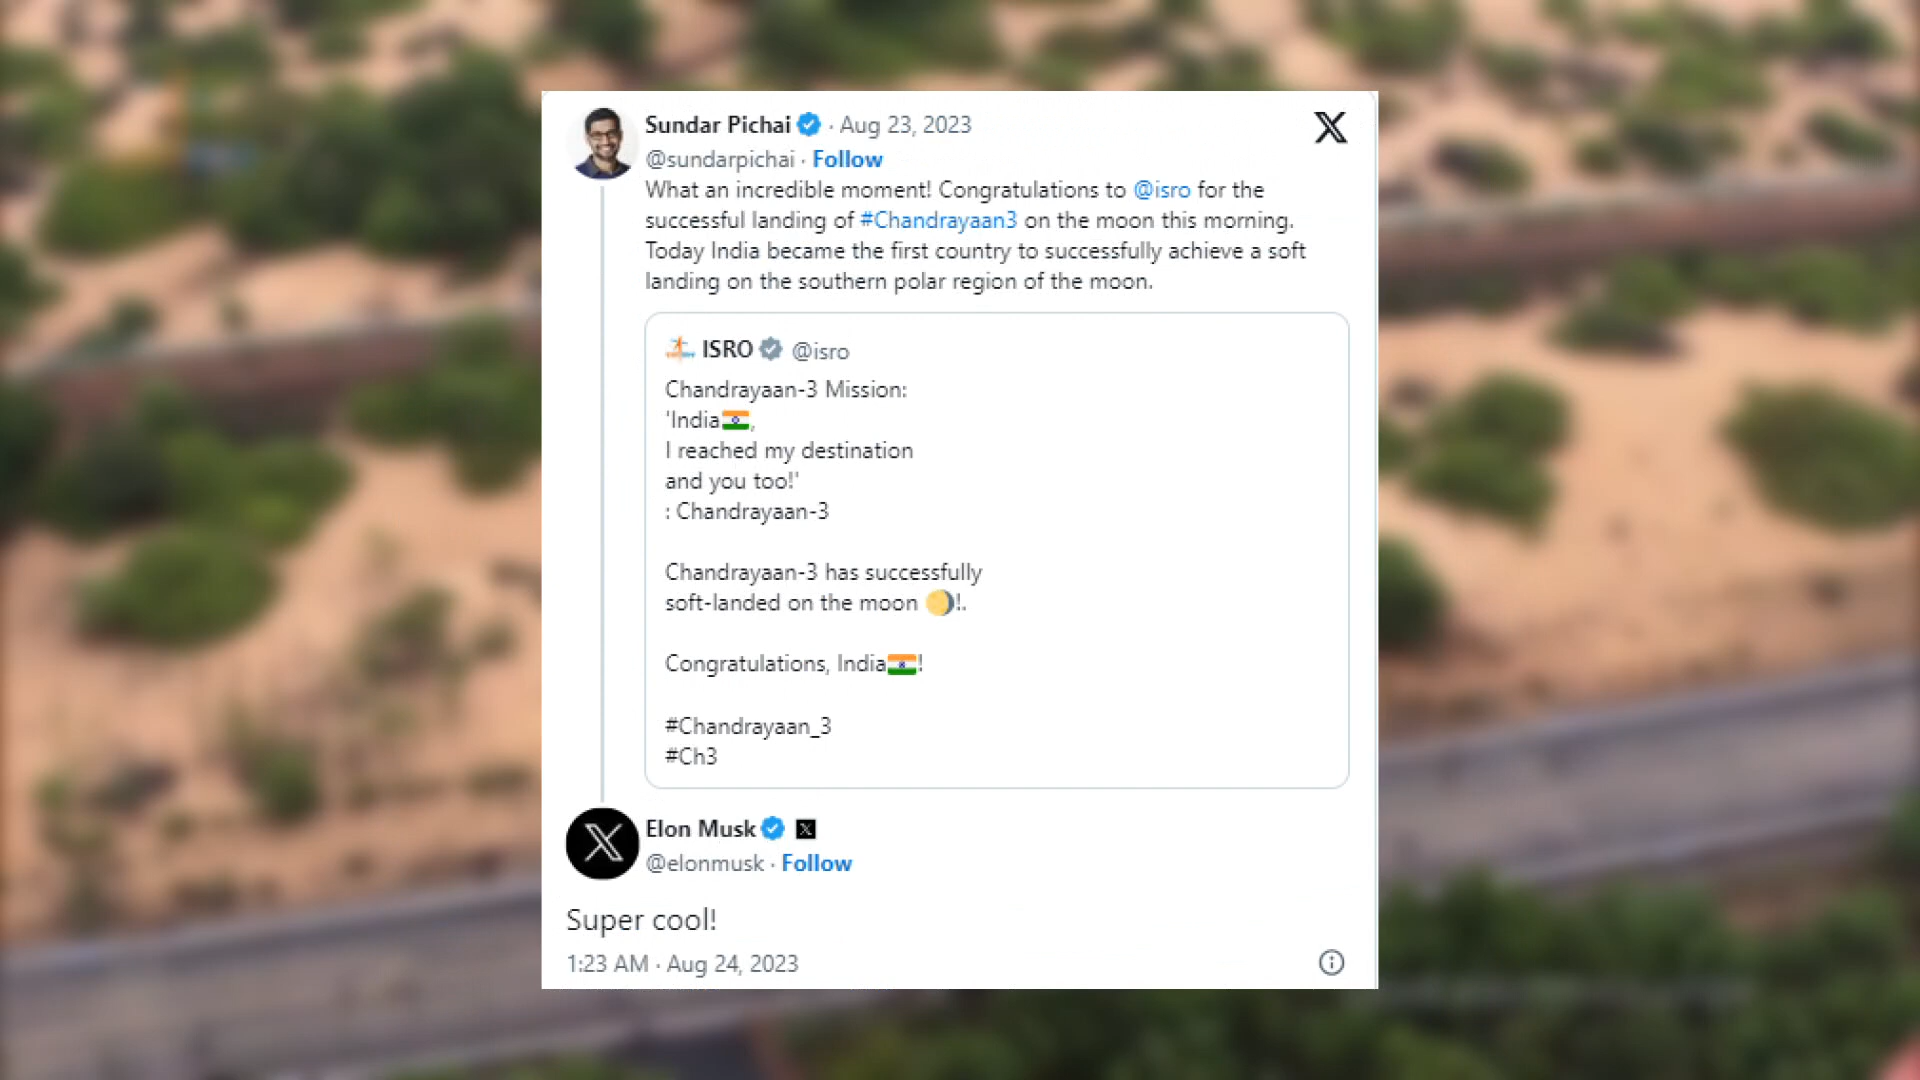 Sundar Pichai · Aug 23, 2023
@sundarpichai · Follow
What an incredible moment! Congratulations to @isro for the
successful landing of #Chandrayaan3 on the moon this morning.
Today India became the first country to successfully achieve a soft
landing on the southern polar region of the moon.
ISRO @isro
Chandrayaan-3 Mission:
'India🇮🇳,
I reached my destination
and you too!'
: Chandrayaan-3
Chandrayaan-3 has successfully
soft-landed on the moon 🌖!.
Congratulations, India🇮🇳!
#Chandrayaan_3
#Ch3
Elon Musk
@elonmusk · Follow
Super cool!
1:23 AM · Aug 24, 2023